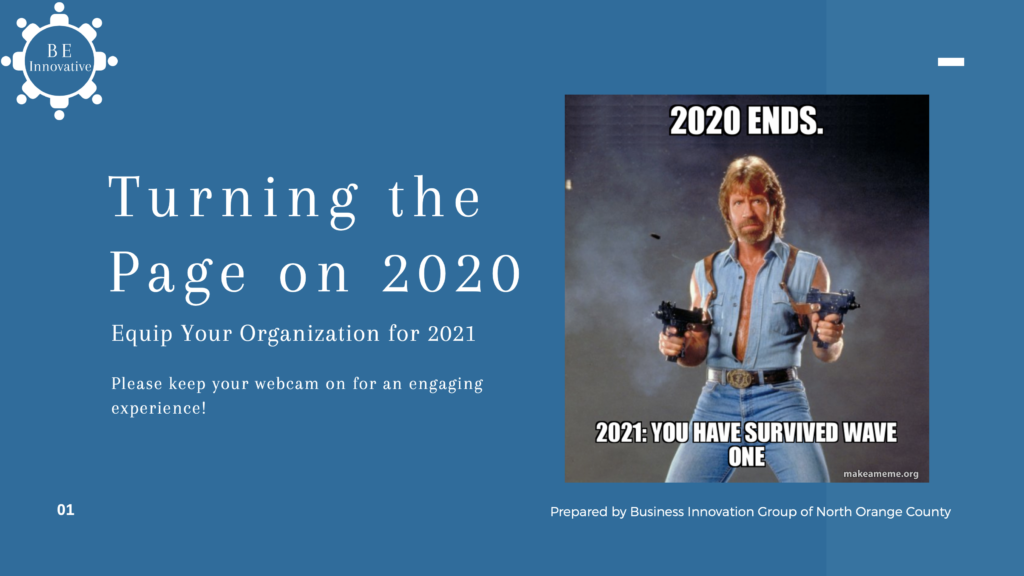 BE
Innovative
Turning the
Page on 2020
Equip Your Organization for 2021
Please keep your webcam on for an engaging
experience!
2020 ENDS.
2021: YOU HAVE SURVIVED WAVE
ONE
makeameme.org
01
Prepared by Business Innovation Group of North Orange County